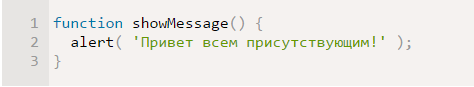 1 function showMessage() {
2   alert( 'Привет всем присутствующим!' );
3 }